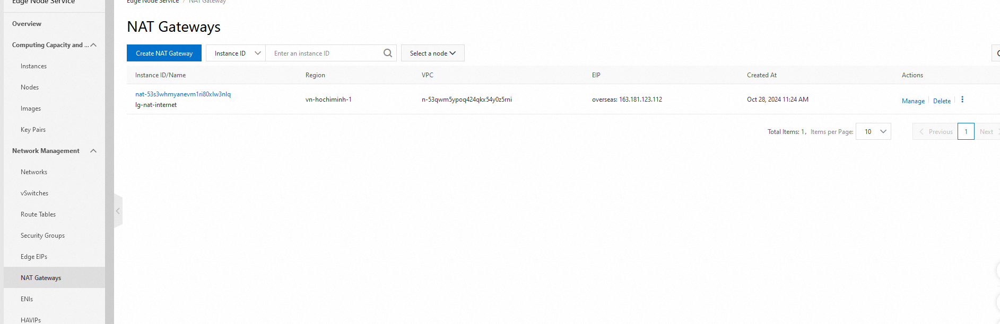 Edge Node Service
Overview
Computing Capacity and ...
Instances
Nodes
Images
Key Pairs
Network Management
Networks
vSwitches
Route Tables
Security Groups
Edge EIPs
NAT Gateways
ENIs
HAVIPs
Edge Node Service / NAT Gateway
NAT Gateways
Create NAT Gateway Instance ID Enter an instance ID Select a node
Instance ID/Name Region VPC EIP Created At Actions
nat-53s3whmyanevm1ri80xlw3nlq
lg-nat-internet
vn-hochiminh-1 n-53qwm5ypoq424qkx54y0z5rni overseas: 163.181.123.112 Oct 28, 2024 11:24 AM Manage Delete
Total Items: 1, Items per Page: 10 Previous 1 Next